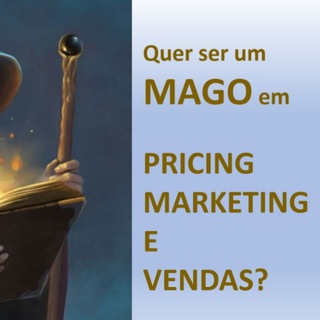 Quer ser um
MAGO em
PRICING
MARKETING
E
VENDAS?